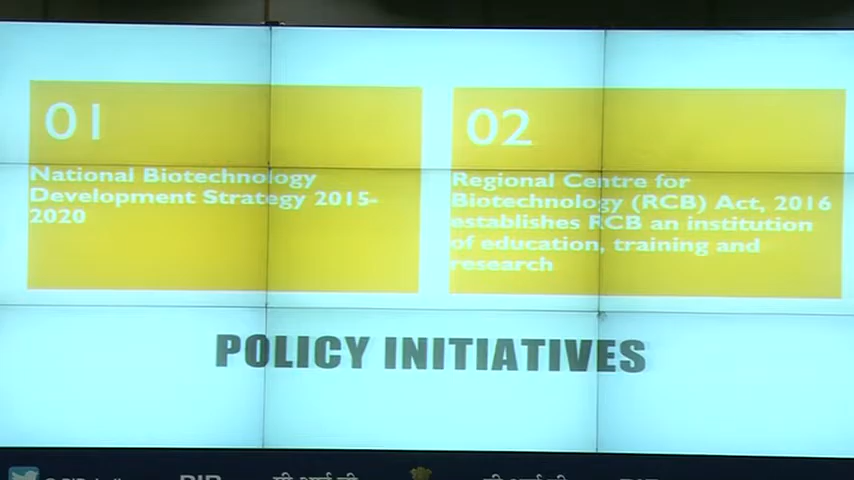 01
National Biotechnology
Development Strategy 2015-
2020
02
Regional Centre for
Biotechnology (RCB) Act, 2016
establishes RCB an institution
of education, training and
research
POLICY INITIATIVES